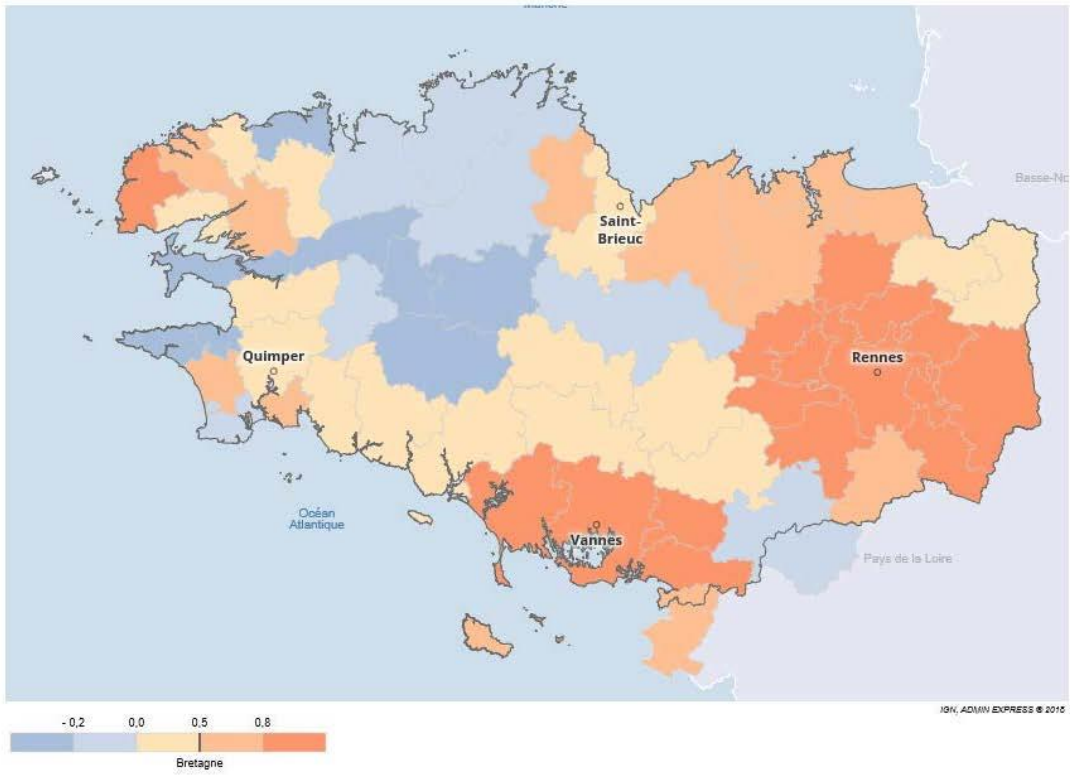 Basse-No
Saint-
Brieuc
Quimper
Rennes
Océan
Atlantique
Vannes
Pays de la Loire
IGN, ADMIN EXPRESS © 2018
- 0,2 0,0 0,5 0,8
Bretagne